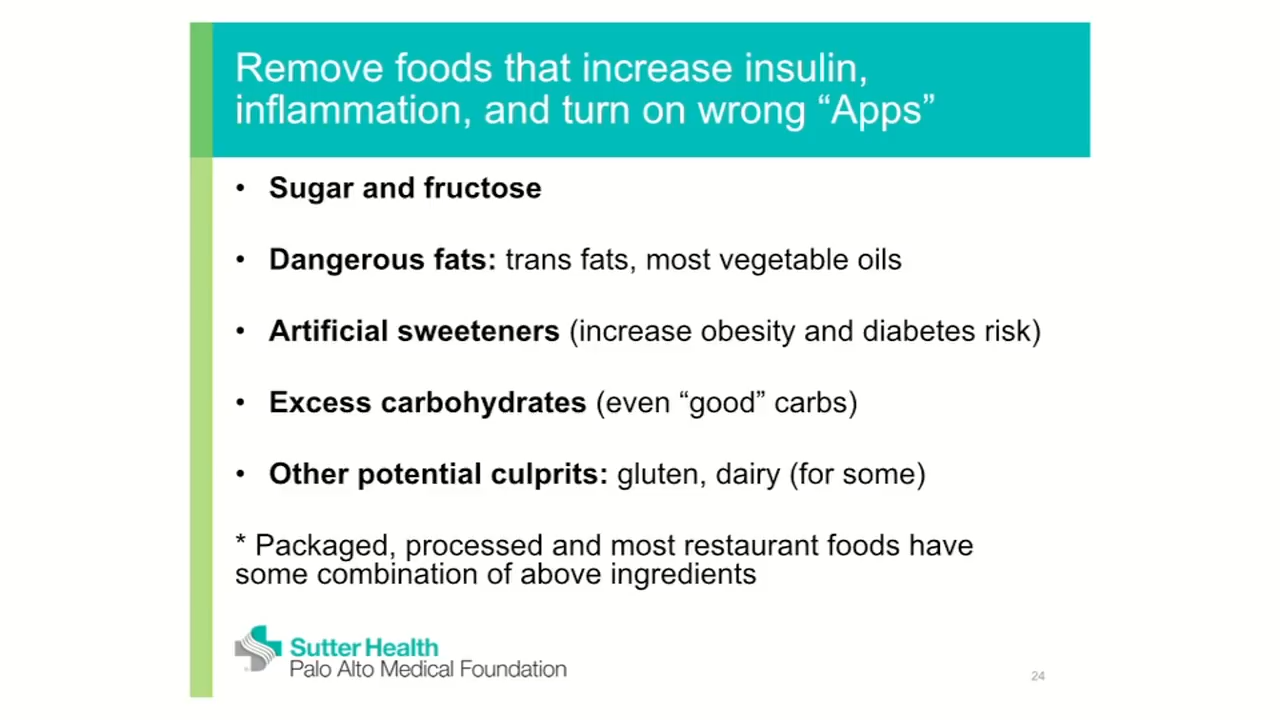 Remove foods that increase insulin,
inflammation, and turn on wrong “Apps”
• Sugar and fructose
• Dangerous fats: trans fats, most vegetable oils
• Artificial sweeteners (increase obesity and diabetes risk)
• Excess carbohydrates (even “good” carbs)
• Other potential culprits: gluten, dairy (for some)
* Packaged, processed and most restaurant foods have
some combination of above ingredients
Sutter Health
Palo Alto Medical Foundation
24